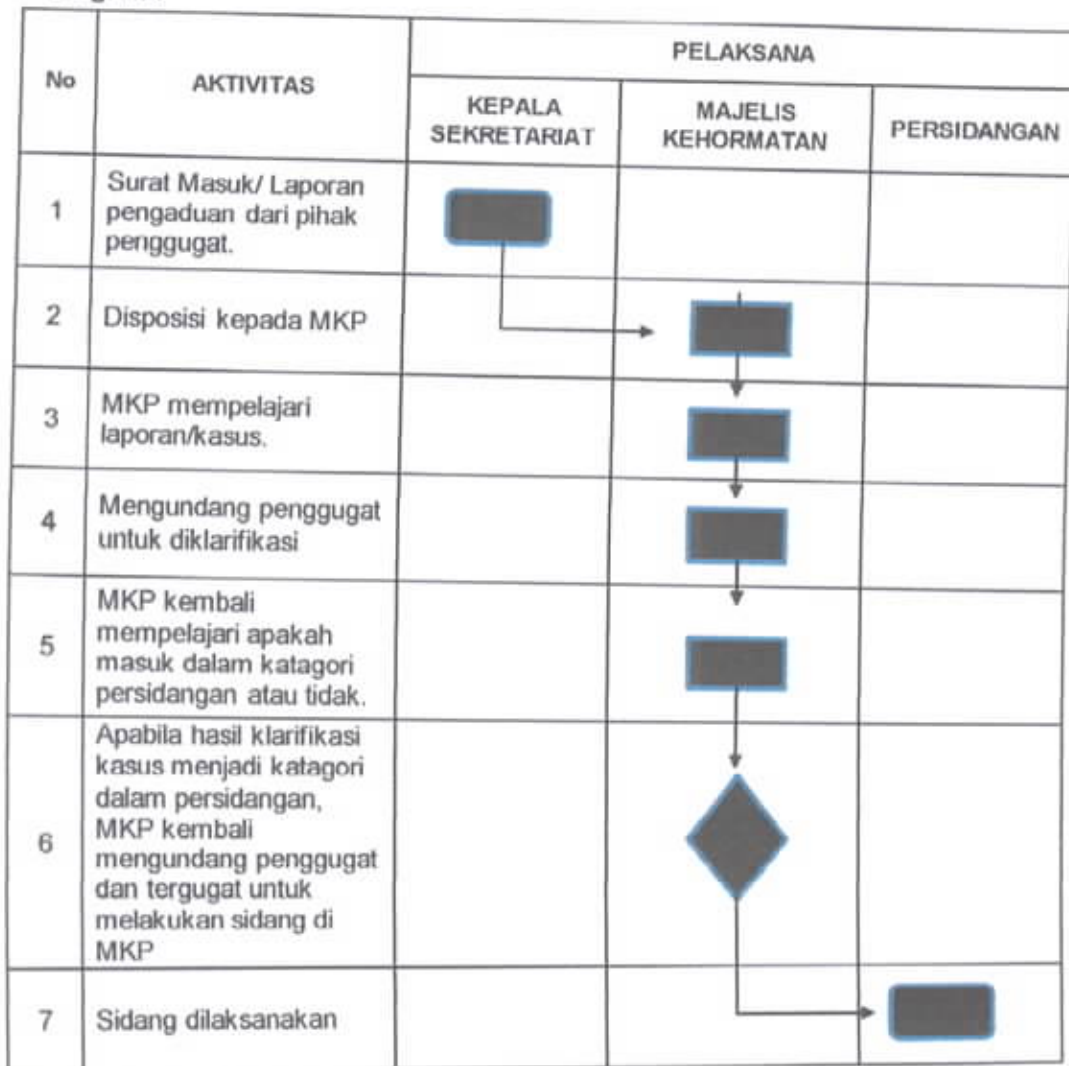 No
AKTIVITAS
PELAKSANA
KEPALA
SEKRETARIAT
MAJELIS
KEHORMATAN
PERSIDANGAN
1
Surat Masuk/ Laporan
pengaduan dari pihak
penggugat.
2
Disposisi kepada MKP
3
MKP mempelajari
laporan/kasus.
4
Mengundang penggugat
untuk diklarifikasi
5
MKP kembali
mempelajari apakah
masuk dalam katagori
persidangan atau tidak.
6
Apabila hasil klarifikasi
kasus menjadi katagori
dalam persidangan,
MKP kembali
mengundang penggugat
dan tergugat untuk
melakukan sidang di
MKP
7
Sidang dilaksanakan